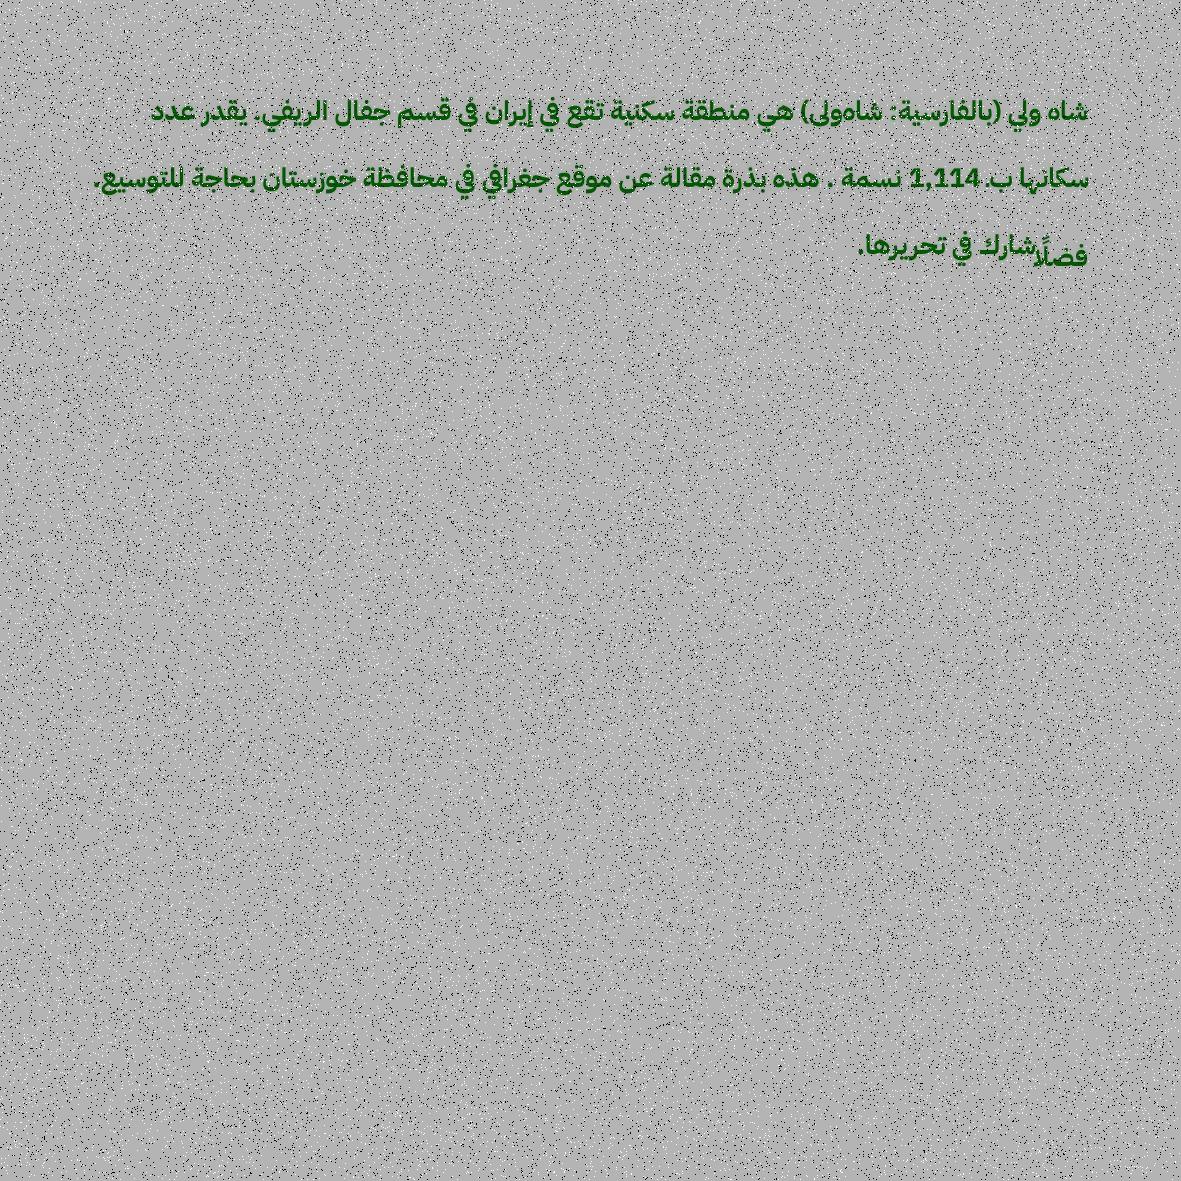 شاه ولي (بالفارسية: شاه‌ولی) هي منطقة سكنية تقع في إيران في قسم جفال الريفي. يقدر عدد
سكانها ب. 1,114 نسمة . هذه بذرة مقالة عن موقع جغرافي في محافظة خوزستان بحاجة للتوسيع.
فضلًا شارك في تحريرها.